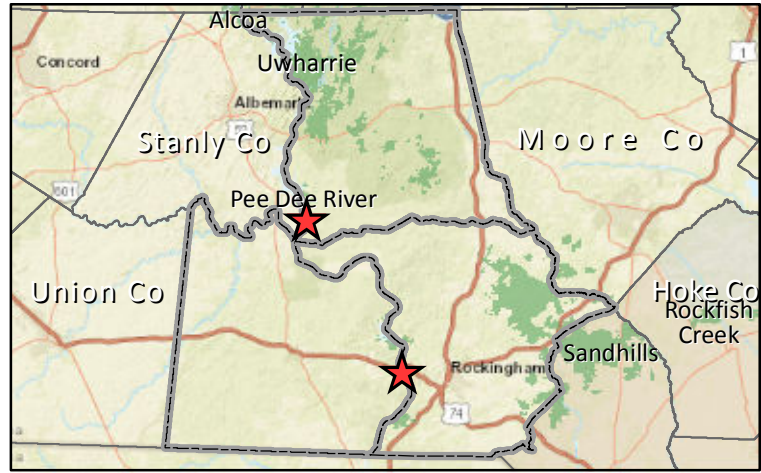 Alcoa
Uwharrie
Concord
1
Albemar
Stanly Co
Moore Co
601
Pee Dee River
Union Co
Hoke Co
Rockfish
Creek
Sandhills
Rockingham
74